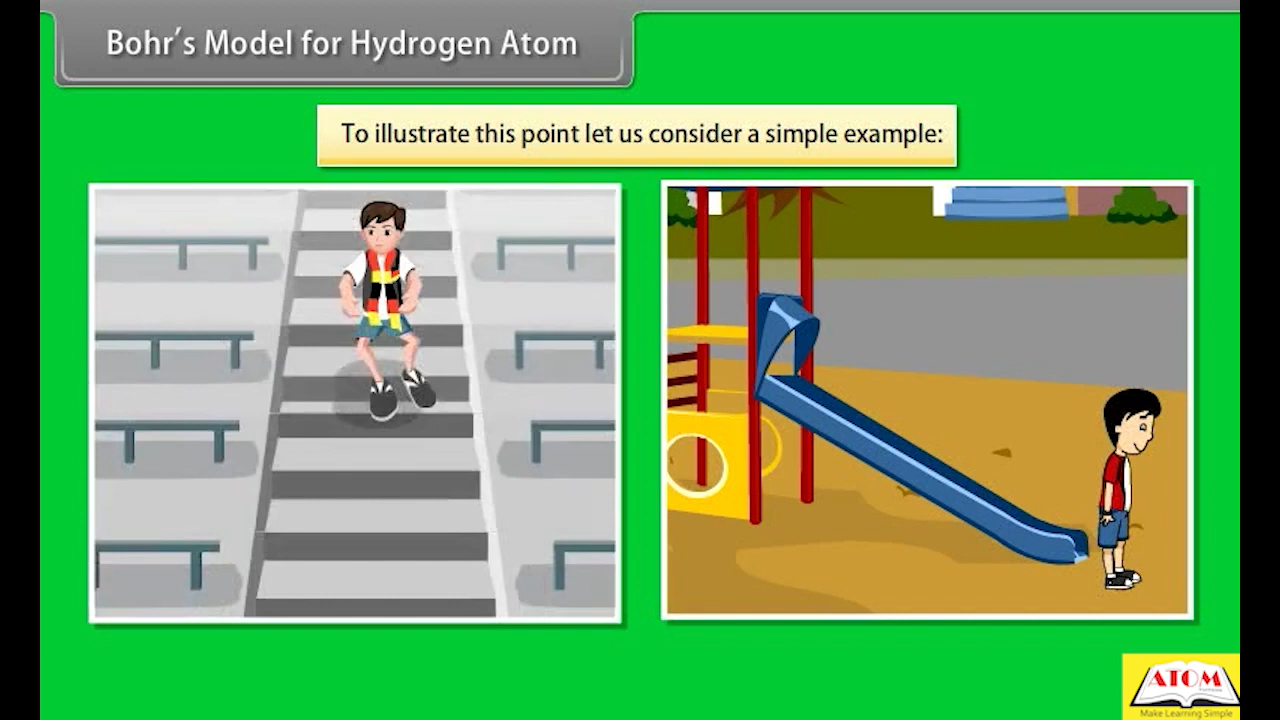 Bohr´s Model for Hydrogen Atom
To illustrate this point let us consider a simple example:
ATOM
Make Learning Simple